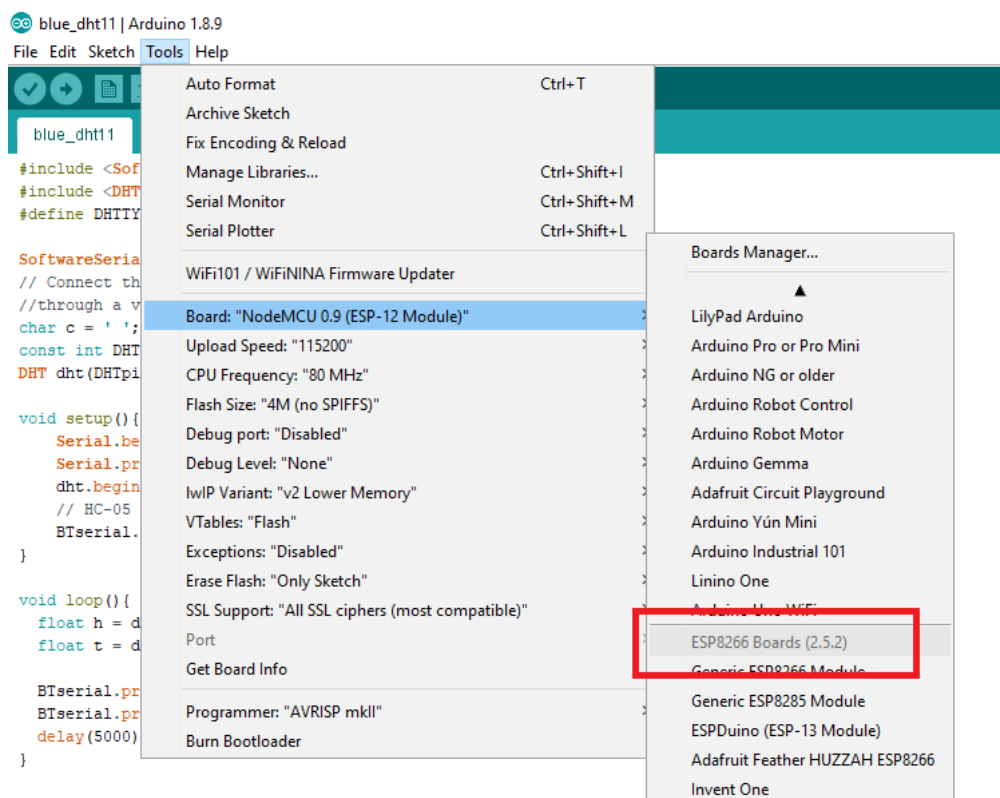 blue_dht11 | Arduino 1.8.9
File Edit Sketch Tools Help
blue_dht11
#include <Sof
#include <DHT
#define DHTTY
SoftwareSeria
// Connect th
//through a v
char c = ' ';
const int DHT
DHT dht(DHTpi
void setup(){
Serial.be
Serial.pr
dht.begin
// HC-05
BTserial.
}
void loop(){
float h = d
float t = d
BTserial.pr
BTserial.pr
delay(5000)
}
Auto Format Ctrl+T
Archive Sketch
Fix Encoding & Reload
Manage Libraries... Ctrl+Shift+I
Serial Monitor Ctrl+Shift+M
Serial Plotter Ctrl+Shift+L
WiFi101 / WiFiNINA Firmware Updater
Board: "NodeMCU 0.9 (ESP-12 Module)"
Upload Speed: "115200"
CPU Frequency: "80 MHz"
Flash Size: "4M (no SPIFFS)"
Debug port: "Disabled"
Debug Level: "None"
lwIP Variant: "v2 Lower Memory"
VTables: "Flash"
Exceptions: "Disabled"
Erase Flash: "Only Sketch"
SSL Support: "All SSL ciphers (most compatible)"
Port
Get Board Info
Programmer: "AVRISP mkII"
Burn Bootloader
Boards Manager...
LilyPad Arduino
Arduino Pro or Pro Mini
Arduino NG or older
Arduino Robot Control
Arduino Robot Motor
Arduino Gemma
Adafruit Circuit Playground
Arduino Yún Mini
Arduino Industrial 101
Linino One
Arduino Uno WiFi
ESP8266 Boards (2.5.2)
Generic ESP8266 Module
Generic ESP8285 Module
ESPDuino (ESP-13 Module)
Adafruit Feather HUZZAH ESP8266
Invent One